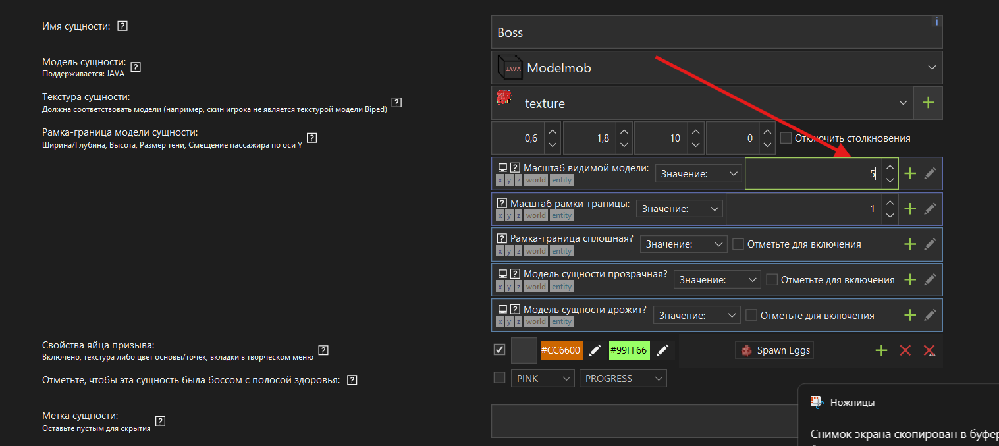 Имя сущности: ?
Boss
i
Модель сущности: ?
Поддерживается: JAVA
JAVA Modelmob
Текстура сущности:
Должна соответствовать модели (например, скин игрока не является текстурой модели Biped) ?
texture
Рамка-граница модели сущности:
Ширина/Глубина, Высота, Размер тени, Смещение пассажира по оси Y ?
0,6 1,8 10 0 Отключить столкновения
? Масштаб видимой модели: Значение: 5
x y z world entity
? Масштаб рамки-границы: Значение: 1
x y z world entity
? Рамка-граница сплошная? Значение: Отметьте для включения
x y z world entity
? Модель сущности прозрачная? Значение: Отметьте для включения
x y z world entity
? Модель сущности дрожит? Значение: Отметьте для включения
x y z world entity
Свойства яйца призыва: ?
Включено, текстура либо цвет основы/точек, вкладки в творческом меню
#CC6600 #99FF66 Spawn Eggs
ALL
Отметьте, чтобы эта сущность была боссом с полосой здоровья: ?
PINK PROGRESS
Метка сущности: ?
Оставьте пустым для скрытия
Ножницы
Снимок экрана скопирован в буфер